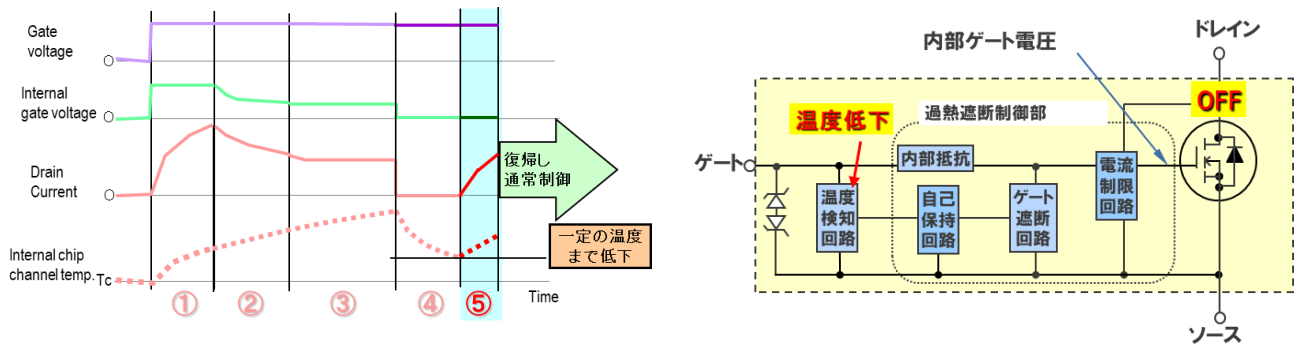 Gate
voltage
O
Internal
gate voltage
O
Drain
Current
O
Internal chip
channel temp.
Tc
① ② ③ ④ ⑤
Time
復帰し
通常制御
一定の温度
まで低下
ドレイン
内部ゲート電圧
OFF
過熱遮断制御部
温度低下
ゲート
内部抵抗
温度
検知
回路
自己
保持
回路
ゲート
遮断
回路
電流
制限
回路
ソース